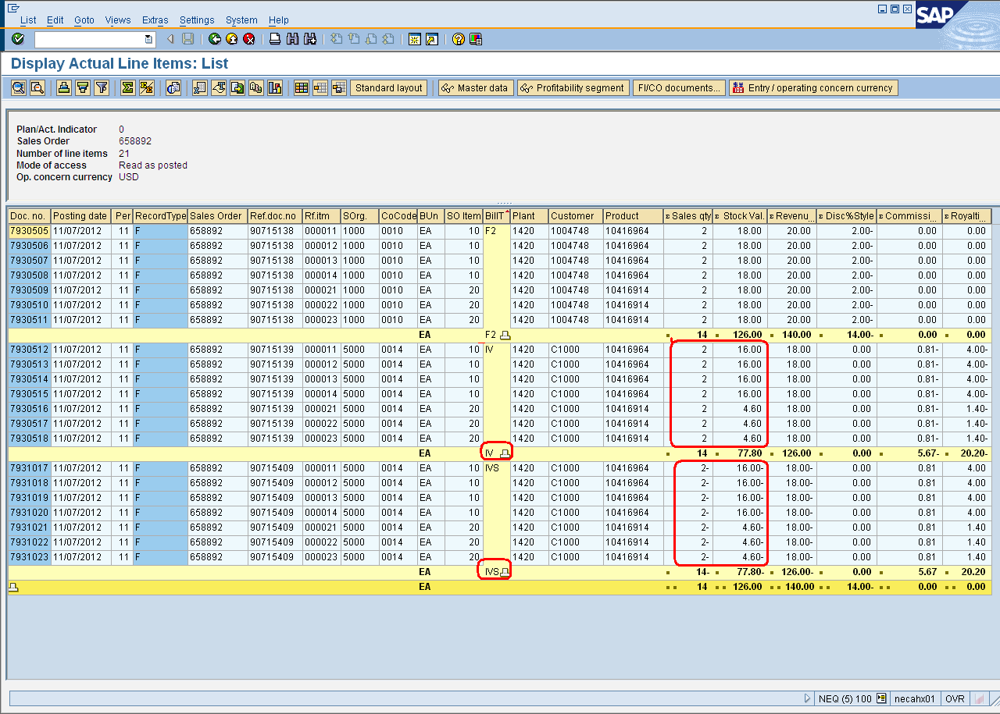 List Edit Goto Views Extras Settings System Help
SAP
Display Actual Line Items: List
Standard layout Master data Profitability segment FI/CO documents... Entry / operating concern currency
Plan/Act. Indicator 0
Sales Order 658892
Number of line items 21
Mode of access Read as posted
Op. concern currency USD
Doc. no. Posting date Per RecordType Sales Order Ref.doc.no Rf.itm SOrg. CoCode BUn SO Item BillT Plant Customer Product Σ Sales qty Σ Stock Val. Σ Revenu... Σ Disc%Style Σ Commissi... Σ Royalti...
7930505 11/07/2012 11 F 658892 90715138 000011 1000 0010 EA 10 F2 1420 1004748 10416964 2 18.00 20.00 2.00- 0.00 0.00
7930506 11/07/2012 11 F 658892 90715138 000012 1000 0010 EA 10 1420 1004748 10416964 2 18.00 20.00 2.00- 0.00 0.00
7930507 11/07/2012 11 F 658892 90715138 000013 1000 0010 EA 10 1420 1004748 10416964 2 18.00 20.00 2.00- 0.00 0.00
7930508 11/07/2012 11 F 658892 90715138 000014 1000 0010 EA 10 1420 1004748 10416964 2 18.00 20.00 2.00- 0.00 0.00
7930509 11/07/2012 11 F 658892 90715138 000021 1000 0010 EA 20 1420 1004748 10416914 2 18.00 20.00 2.00- 0.00 0.00
7930510 11/07/2012 11 F 658892 90715138 000022 1000 0010 EA 20 1420 1004748 10416914 2 18.00 20.00 2.00- 0.00 0.00
7930511 11/07/2012 11 F 658892 90715138 000023 1000 0010 EA 20 1420 1004748 10416914 2 18.00 20.00 2.00- 0.00 0.00
EA F2 14 126.00 140.00 14.00- 0.00 0.00
7930512 11/07/2012 11 F 658892 90715139 000011 5000 0014 EA 10 IV 1420 C1000 10416964 2 16.00 18.00 0.00 0.81- 4.00-
7930513 11/07/2012 11 F 658892 90715139 000012 5000 0014 EA 10 1420 C1000 10416964 2 16.00 18.00 0.00 0.81- 4.00-
7930514 11/07/2012 11 F 658892 90715139 000013 5000 0014 EA 10 1420 C1000 10416964 2 16.00 18.00 0.00 0.81- 4.00-
7930515 11/07/2012 11 F 658892 90715139 000014 5000 0014 EA 10 1420 C1000 10416964 2 16.00 18.00 0.00 0.81- 4.00-
7930516 11/07/2012 11 F 658892 90715139 000021 5000 0014 EA 20 1420 C1000 10416914 2 4.60 18.00 0.00 0.81- 1.40-
7930517 11/07/2012 11 F 658892 90715139 000022 5000 0014 EA 20 1420 C1000 10416914 2 4.60 18.00 0.00 0.81- 1.40-
7930518 11/07/2012 11 F 658892 90715139 000023 5000 0014 EA 20 1420 C1000 10416914 2 4.60 18.00 0.00 0.81- 1.40-
EA IV 14 77.80 126.00 0.00 5.67- 20.20-
7931017 11/07/2012 11 F 658892 90715409 000011 5000 0014 EA 10 IVS 1420 C1000 10416964 2- 16.00- 18.00- 0.00 0.81 4.00
7931018 11/07/2012 11 F 658892 90715409 000012 5000 0014 EA 10 1420 C1000 10416964 2- 16.00- 18.00- 0.00 0.81 4.00
7931019 11/07/2012 11 F 658892 90715409 000013 5000 0014 EA 10 1420 C1000 10416964 2- 16.00- 18.00- 0.00 0.81 4.00
7931020 11/07/2012 11 F 658892 90715409 000014 5000 0014 EA 10 1420 C1000 10416964 2- 16.00- 18.00- 0.00 0.81 4.00
7931021 11/07/2012 11 F 658892 90715409 000021 5000 0014 EA 20 1420 C1000 10416914 2- 4.60- 18.00- 0.00 0.81 1.40
7931022 11/07/2012 11 F 658892 90715409 000022 5000 0014 EA 20 1420 C1000 10416914 2- 4.60- 18.00- 0.00 0.81 1.40
7931023 11/07/2012 11 F 658892 90715409 000023 5000 0014 EA 20 1420 C1000 10416914 2- 4.60- 18.00- 0.00 0.81 1.40
EA IVS 14- 77.80- 126.00- 0.00 5.67 20.20
EA 14 126.00 140.00 14.00- 0.00 0.00
NEQ (5) 100 necahx01 OVR